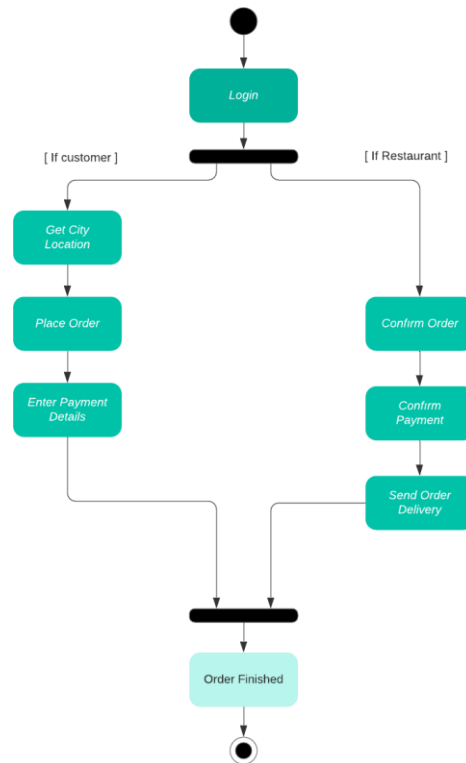 Login
[ If customer ]
[ If Restaurant ]
Get City
Location
Place Order
Confirm Order
Enter Payment
Details
Confirm
Payment
Send Order
Delivery
Order Finished